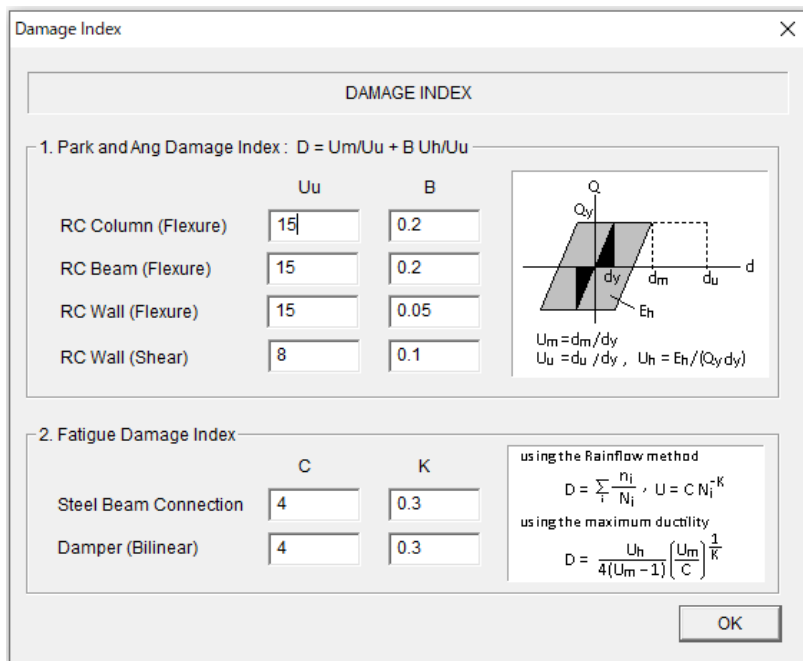 Damage Index
DAMAGE INDEX
1. Park and Ang Damage Index : D = Um/Uu + B Uh/Uu
Uu B
RC Column (Flexure) 15 0.2
RC Beam (Flexure) 15 0.2
RC Wall (Flexure) 15 0.05
RC Wall (Shear) 8 0.1
Q
Qy
dy dm du d
Eh
Um=dm/dy
Uu=du/dy , Uh = Eh/(Qydy)
2. Fatigue Damage Index
C K
Steel Beam Connection 4 0.3
Damper (Bilinear) 4 0.3
using the Rainflow method
D = Σi ni/Ni , U = C Ni^-K
using the maximum ductility
D = Uh/4(Um−1) (Um/C)^1/K
OK